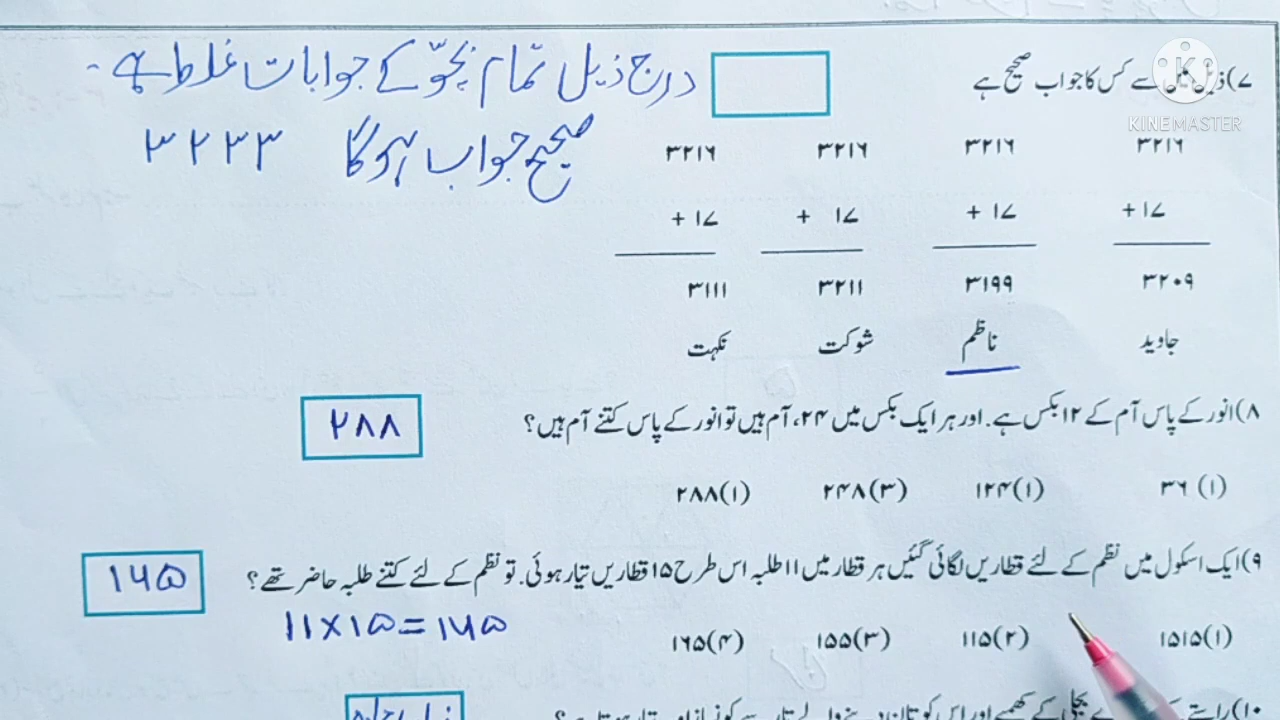 ۷) ذیل میں سے کس کا جواب صحیح ہے
درج ذیل تمام بچوّں کے جوابات غلط ہے -
صحیح جواب ہوگا ۳۲۳۳
KINEMASTER
۳۲۱۶ ۳۲۱۶ ۳۲۱۶ ۳۲۱۶
+ ۱۷ + ۱۷ + ۱۷ + ۱۷
۳۲۰۹ ۳۱۹۹ ۳۲۱۱ ۳۱۱۱
جاوید ناظم شوکت نکہت
۸) انور کے پاس آم کے ۱۲ بکس ہے. اور ہر ایک بکس میں ۲۴، آم ہیں تو انور کے پاس کتنے آم ہیں؟ ۲۸۸
(۱) ۳۶ (۱) ۱۲۴ (۳) ۲۴۸ (۱) ۲۸۸
۹) ایک اسکول میں نظم کے لئے قطاریں لگائی گئیں ہر قطار میں ۱۱ طلبہ اس طرح ۱۵ قطاریں تیار ہوئی. تو نظم کے لئے کتنے طلبہ حاضر تھے؟ ۱۶۵
۱۱×۱۵=۱۶۵
(۱) ۱۵۱۵ (۲) ۱۱۵ (۳) ۱۵۵ (۴) ۱۶۵